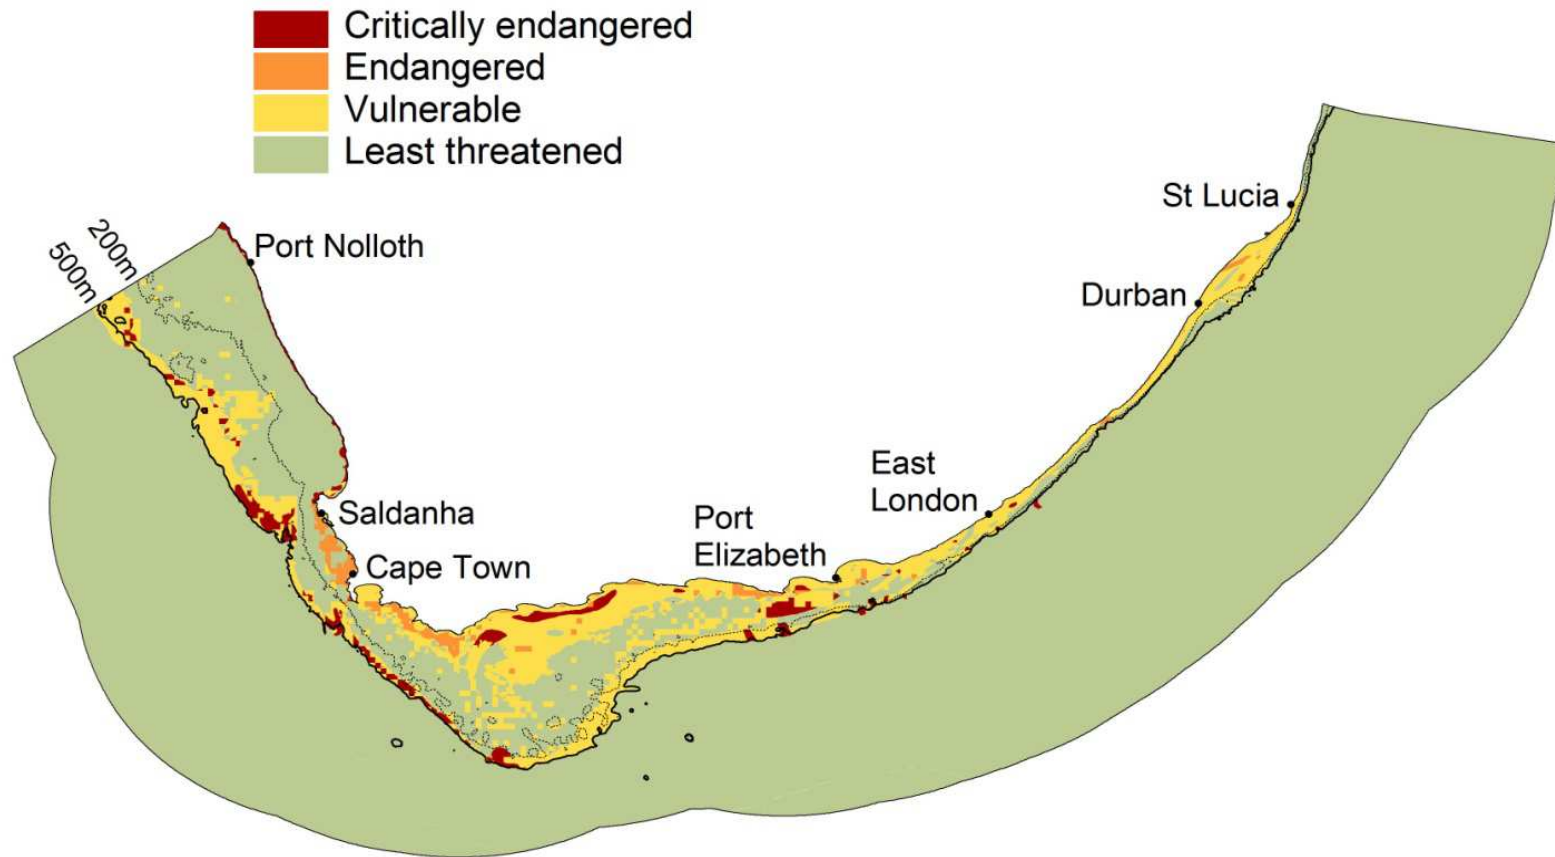 Critically endangered
Endangered
Vulnerable
Least threatened
St Lucia
200m
Port Nolloth
500m
Durban
East
London
Saldanha
Port
Elizabeth
Cape Town